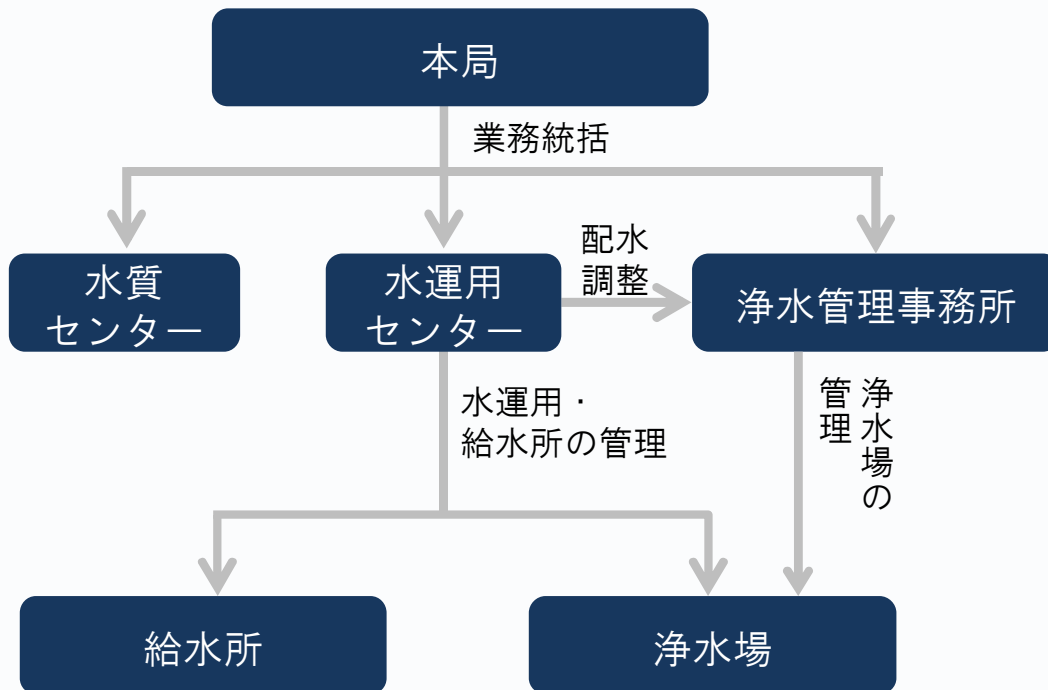 本局
業務統括
水質
センター
水運用
センター
配水
調整
浄水管理事務所
水運用・
給水所の管理
浄水場の
管理
給水所
浄水場